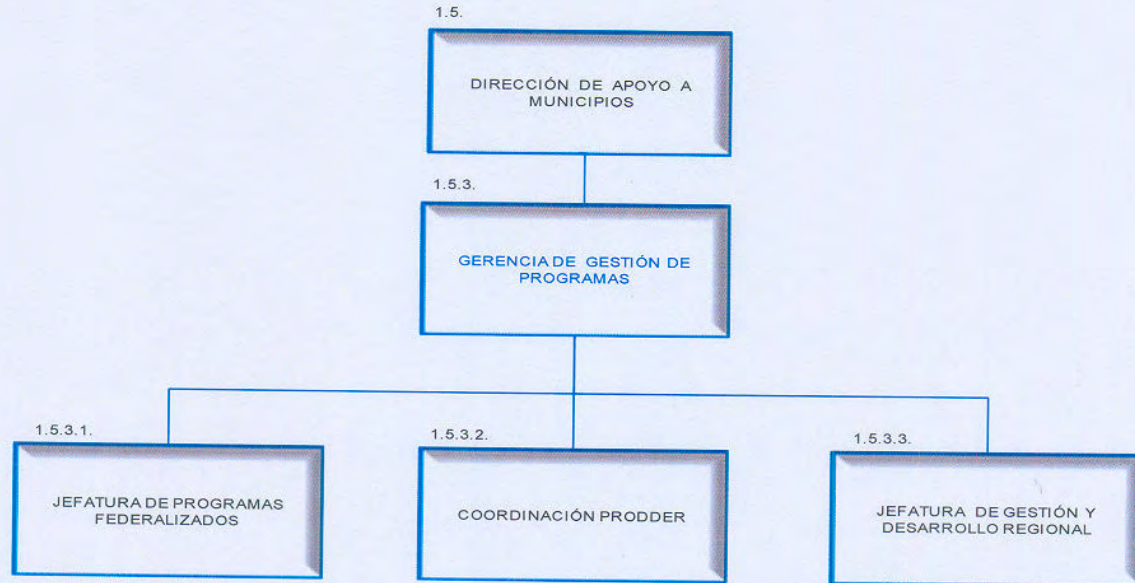 1.5.
DIRECCIÓN DE APOYO A
MUNICIPIOS
1.5.3.
GERENCIA DE GESTIÓN DE
PROGRAMAS
1.5.3.1.
JEFATURA DE PROGRAMAS
FEDERALIZADOS
1.5.3.2.
COORDINACIÓN PRODDER
1.5.3.3.
JEFATURA DE GESTIÓN Y
DESARROLLO REGIONAL